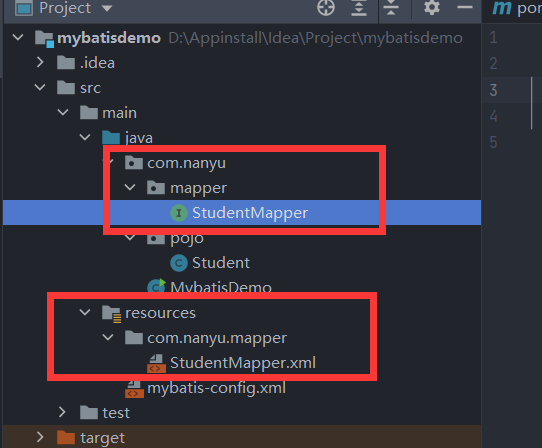 Project
m pon
mybatisdemo D:\Appinstall\Idea\Project\mybatisdemo
1
.idea
2
src
3
main
4
java
5
com.nanyu
mapper
I StudentMapper
pojo
C Student
MybatisDemo
resources
com.nanyu.mapper
StudentMapper.xml
mybatis-config.xml
test
target